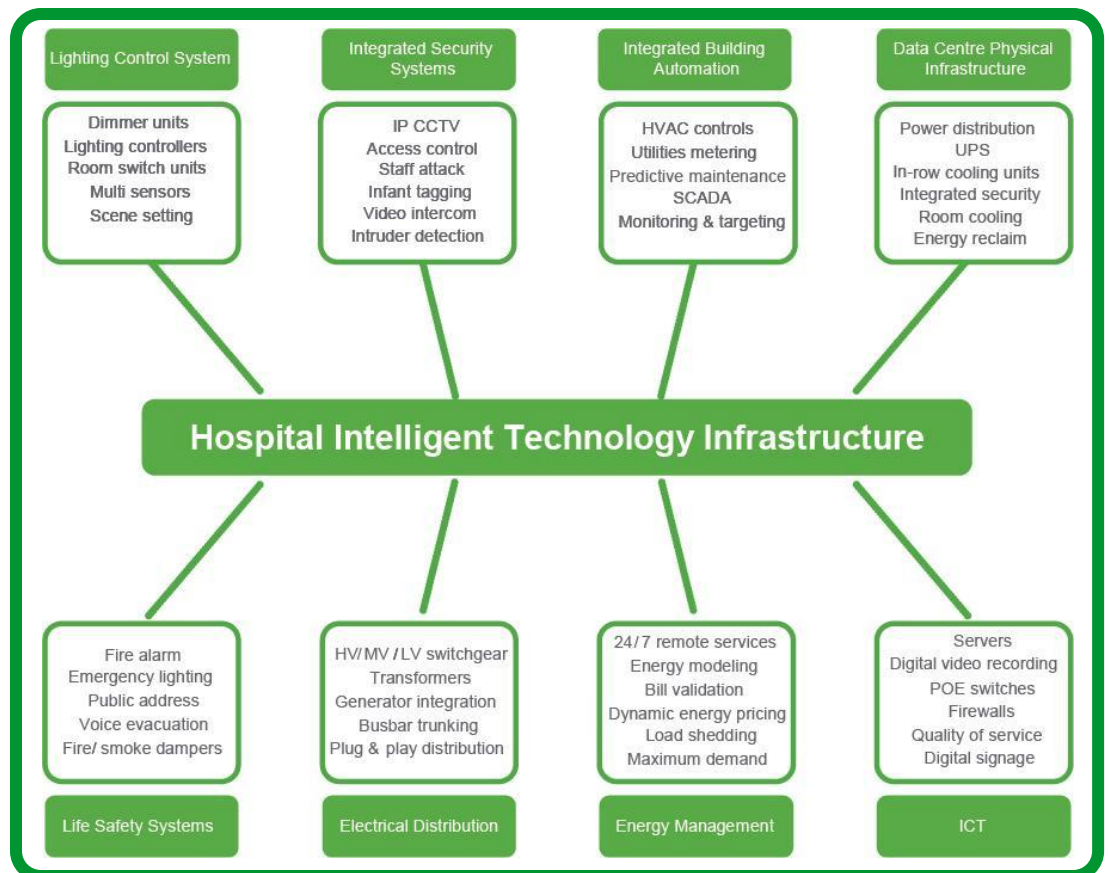 Lighting Control System
Dimmer units
Lighting controllers
Room switch units
Multi sensors
Scene setting
Integrated Security
Systems
IP CCTV
Access control
Staff attack
Infant tagging
Video intercom
Intruder detection
Integrated Building
Automation
HVAC controls
Utilities metering
Predictive maintenance
SCADA
Monitoring & targeting
Data Centre Physical
Infrastructure
Power distribution
UPS
In-row cooling units
Integrated security
Room cooling
Energy reclaim
Hospital Intelligent Technology Infrastructure
Fire alarm
Emergency lighting
Public address
Voice evacuation
Fire/ smoke dampers
Life Safety Systems
HV/MV/LV switchgear
Transformers
Generator integration
Busbar trunking
Plug & play distribution
Electrical Distribution
24/7 remote services
Energy modeling
Bill validation
Dynamic energy pricing
Load shedding
Maximum demand
Energy Management
Servers
Digital video recording
POE switches
Firewalls
Quality of service
Digital signage
ICT